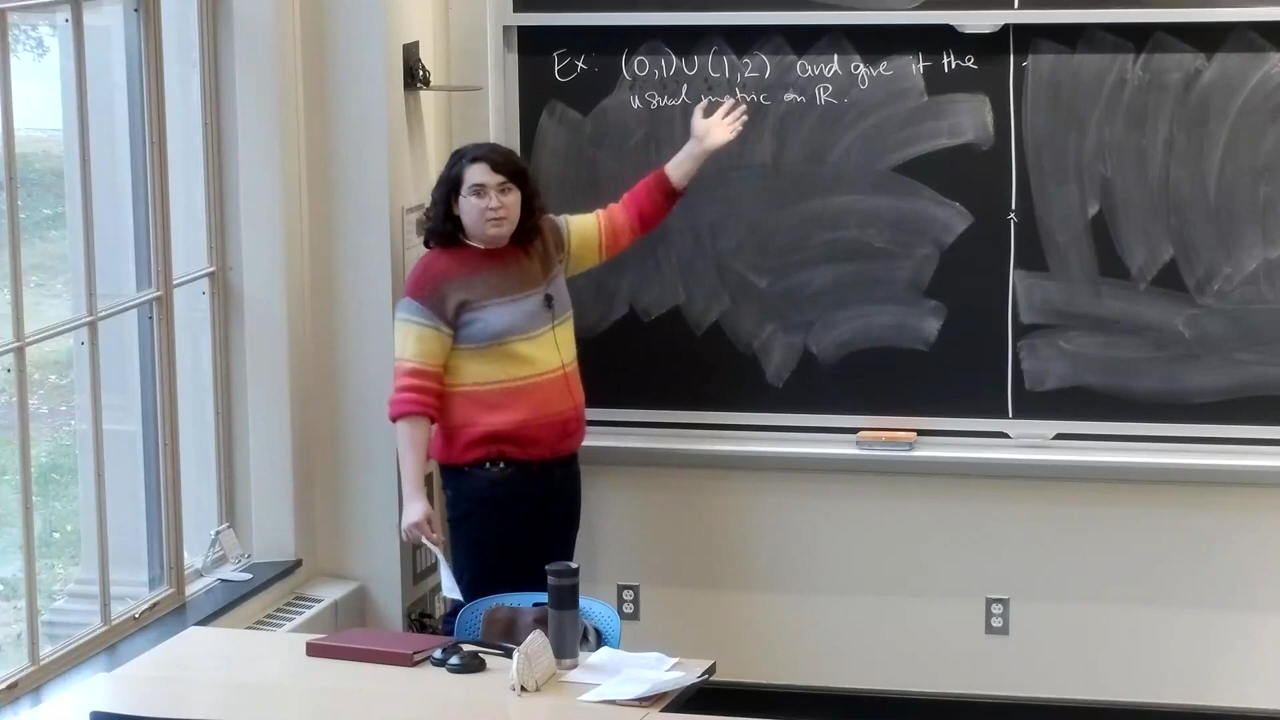 Ex: (0,1) ∪ (1,2) and give it the
usual metric on ℝ.